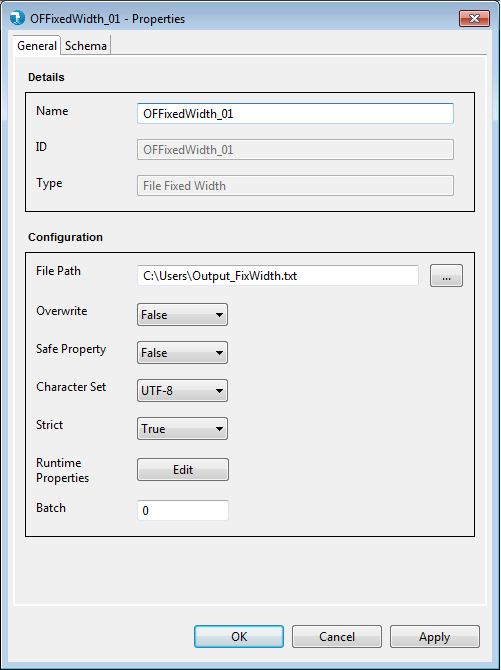 OFFixedWidth_01 - Properties
General Schema
Details
Name OFFixedWidth_01
ID OFFixedWidth_01
Type File Fixed Width
Configuration
File Path C:\Users\Output_FixWidth.txt ...
Overwrite False
Safe Property False
Character Set UTF-8
Strict True
Runtime
Properties Edit
Batch 0
OK Cancel Apply